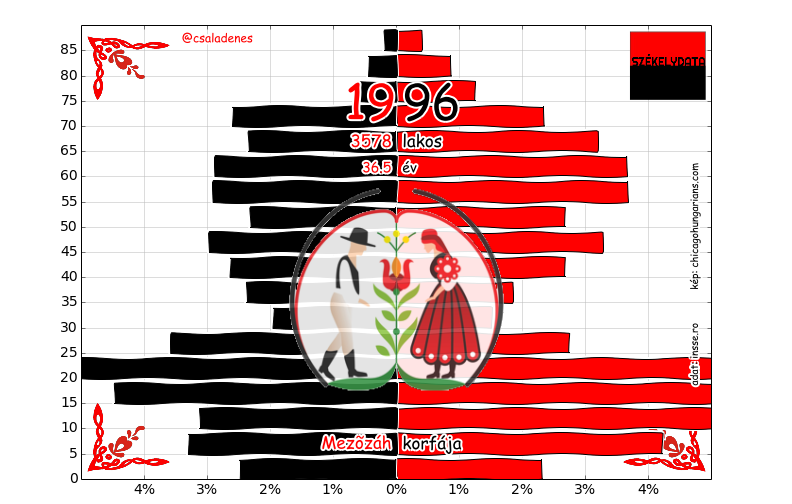 @csaladenes
SZÉKELYDATA
1996
3578 lakos
36.5 év
Mezõzáh korfája
kép: chicagohungarians.com
adat: insse.ro
85
80
75
70
65
60
55
50
45
40
35
30
25
20
15
10
5
0
4% 3% 2% 1% 0% 1% 2% 3% 4%